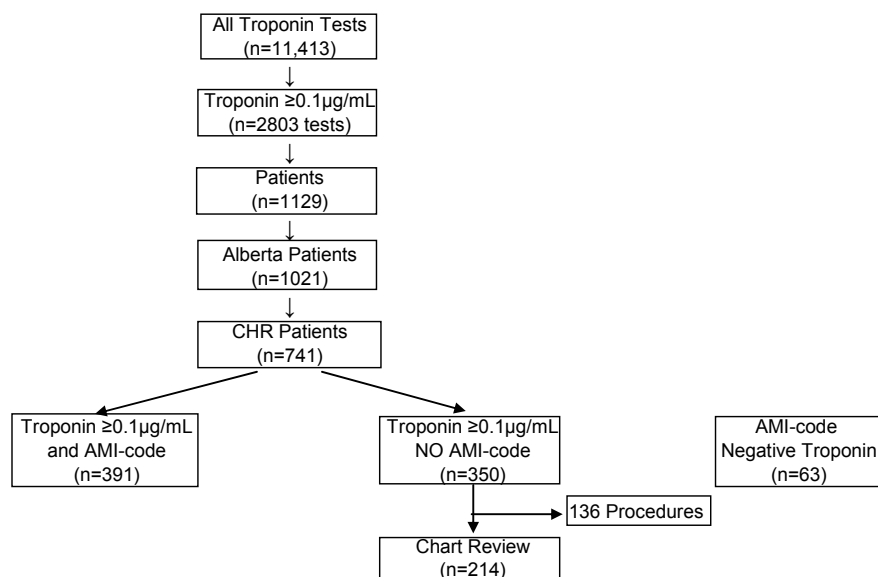 All Troponin Tests
(n=11,413)
↓
Troponin ≥0.1µg/mL
(n=2803 tests)
↓
Patients
(n=1129)
↓
Alberta Patients
(n=1021)
↓
CHR Patients
(n=741)
Troponin ≥0.1µg/mL
and AMI-code
(n=391)
Troponin ≥0.1µg/mL
NO AMI-code
(n=350)
AMI-code
Negative Troponin
(n=63)
136 Procedures
Chart Review
(n=214)